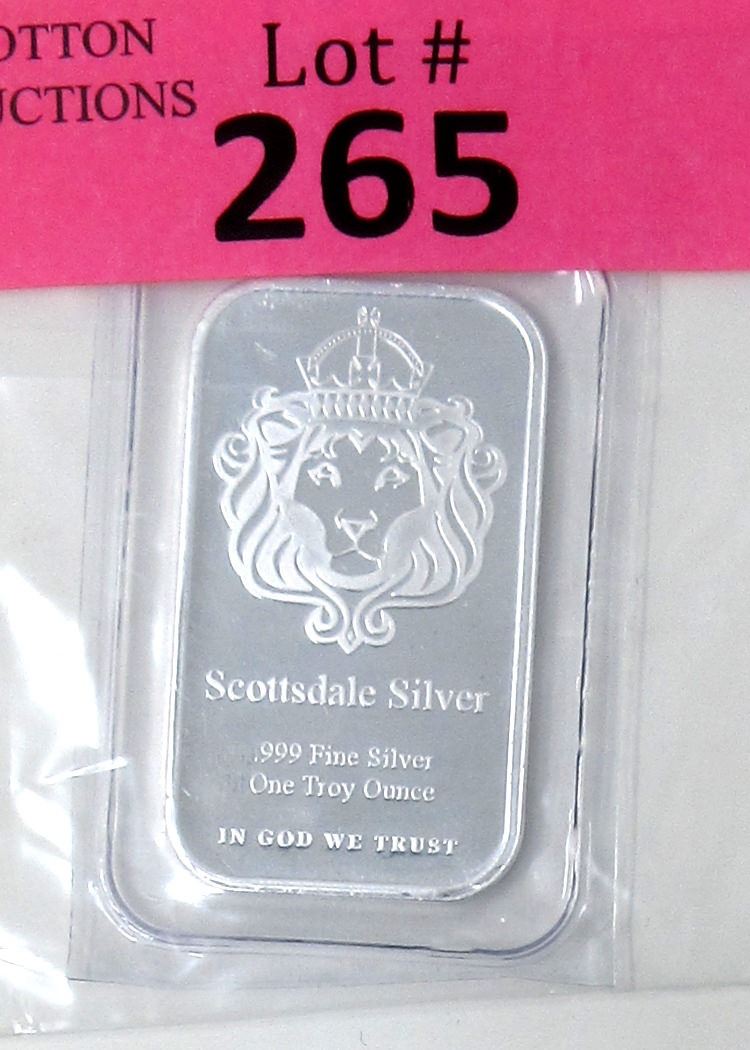 OTTON
UCTIONS
Lot #
265
Scottsdale Silver
.999 Fine Silver
One Troy Ounce
IN GOD WE TRUST